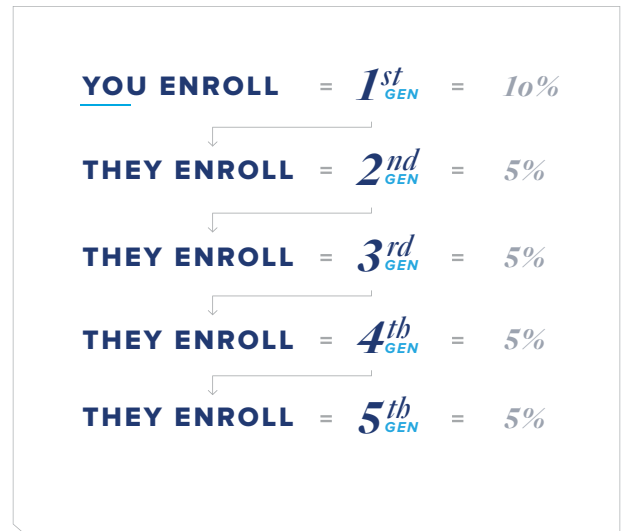 YOU ENROLL = 1st GEN = 10%
THEY ENROLL = 2nd GEN = 5%
THEY ENROLL = 3rd GEN = 5%
THEY ENROLL = 4th GEN = 5%
THEY ENROLL = 5th GEN = 5%